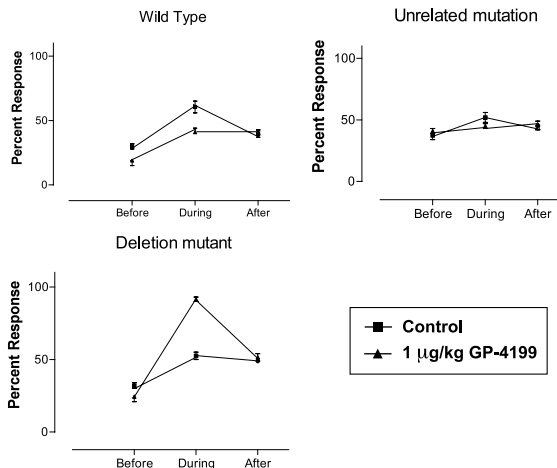 Wild Type
Percent Response
100
50
0
Before During After
Unrelated mutation
Percent Response
100
50
0
Before During After
Deletion mutant
Percent Response
100
50
0
Before During After
Control
1 μg/kg GP-4199